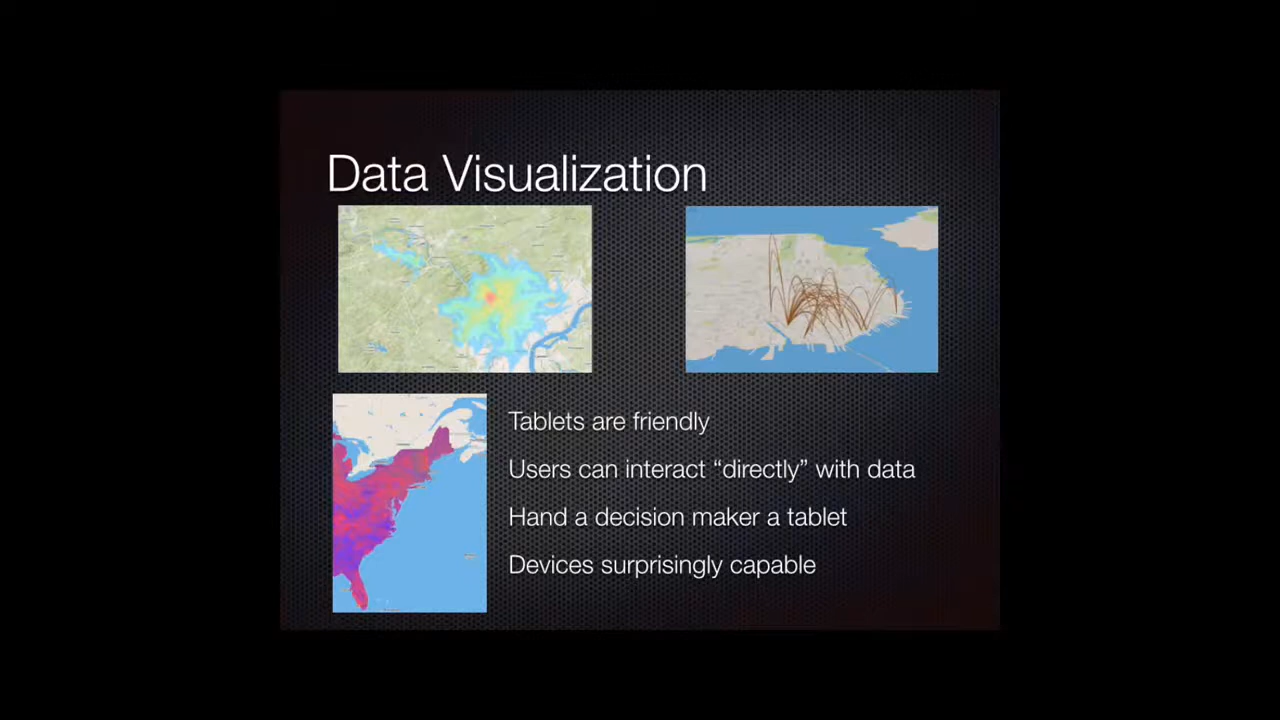 Data Visualization
Tablets are friendly
Users can interact “directly” with data
Hand a decision maker a tablet
Devices surprisingly capable